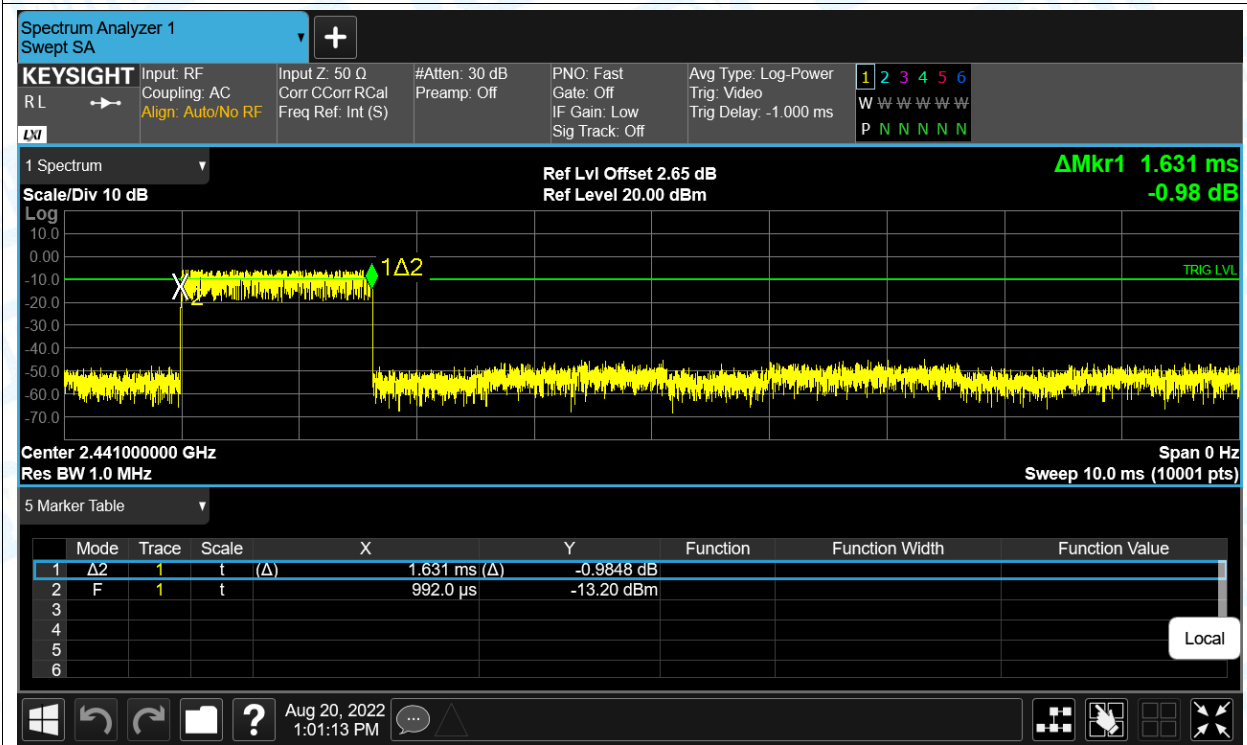 Spectrum Analyzer 1
Swept SA
+
KEYSIGHT
R L
LXI
Input: RF
Coupling: AC
Align: Auto/No RF
Input Z: 50 Ω
Corr CCorr RCal
Freq Ref: Int (S)
#Atten: 30 dB
Preamp: Off
PNO: Fast
Gate: Off
IF Gain: Low
Sig Track: Off
Avg Type: Log-Power
Trig: Video
Trig Delay: -1.000 ms
1 2 3 4 5 6
W W W W W W
P N N N N N
1 Spectrum
Scale/Div 10 dB
Ref Lvl Offset 2.65 dB
Ref Level 20.00 dBm
ΔMkr1 1.631 ms
-0.98 dB
Log
10.0
0.00
-10.0
-20.0
-30.0
-40.0
-50.0
-60.0
-70.0
1Δ2
2
TRIG LVL
Center 2.441000000 GHz
Res BW 1.0 MHz
Span 0 Hz
Sweep 10.0 ms (10001 pts)
5 Marker Table
Mode Trace Scale X Y Function Function Width Function Value
1 Δ2 1 t (Δ) 1.631 ms (Δ) -0.9848 dB
2 F 1 t 992.0 µs -13.20 dBm
3
4
5
6
Local
?
Aug 20, 2022
1:01:13 PM